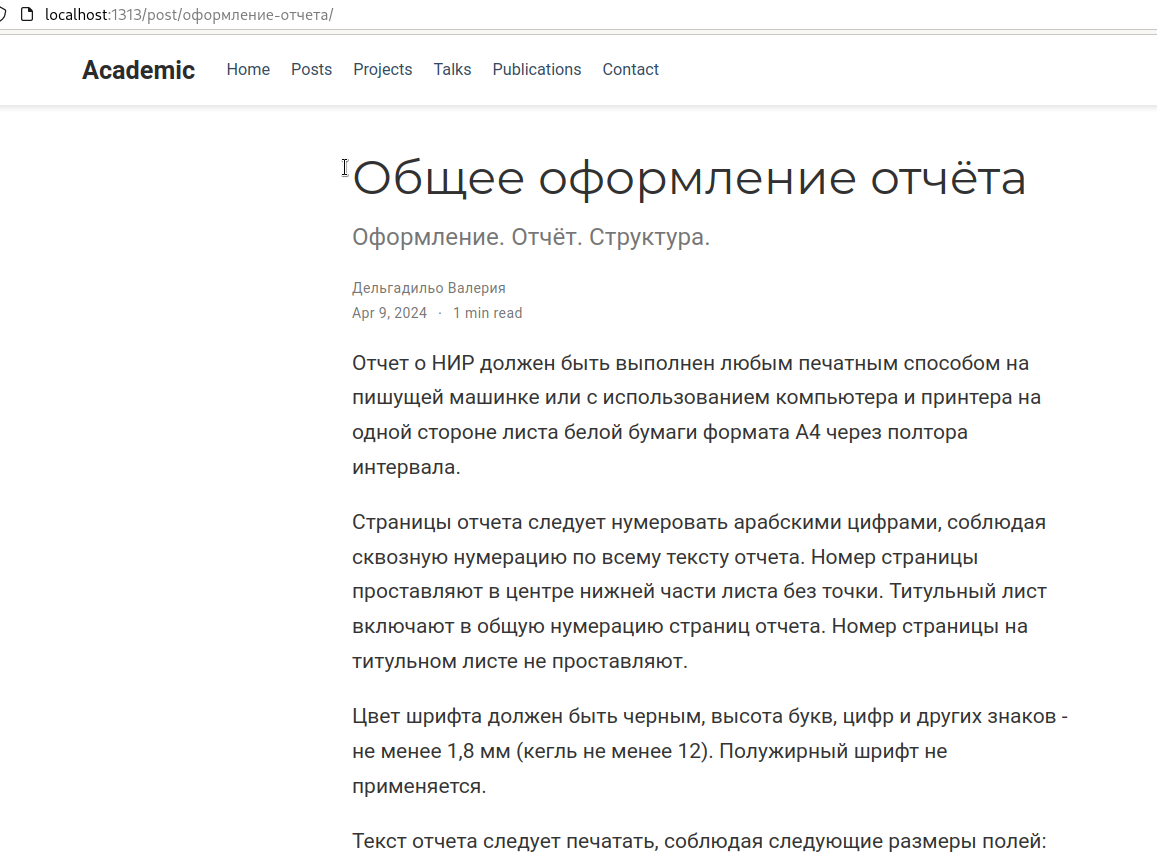 localhost:1313/post/оформление-отчета/
Academic Home Posts Projects Talks Publications Contact
Общее оформление отчёта
Оформление. Отчёт. Структура.
Дельгадильо Валерия
Apr 9, 2024 · 1 min read
Отчет о НИР должен быть выполнен любым печатным способом на
пишущей машинке или с использованием компьютера и принтера на
одной стороне листа белой бумаги формата А4 через полтора
интервала.
Страницы отчета следует нумеровать арабскими цифрами, соблюдая
сквозную нумерацию по всему тексту отчета. Номер страницы
проставляют в центре нижней части листа без точки. Титульный лист
включают в общую нумерацию страниц отчета. Номер страницы на
титульном листе не проставляют.
Цвет шрифта должен быть черным, высота букв, цифр и других знаков -
не менее 1,8 мм (кегль не менее 12). Полужирный шрифт не
применяется.
Текст отчета следует печатать, соблюдая следующие размеры полей: